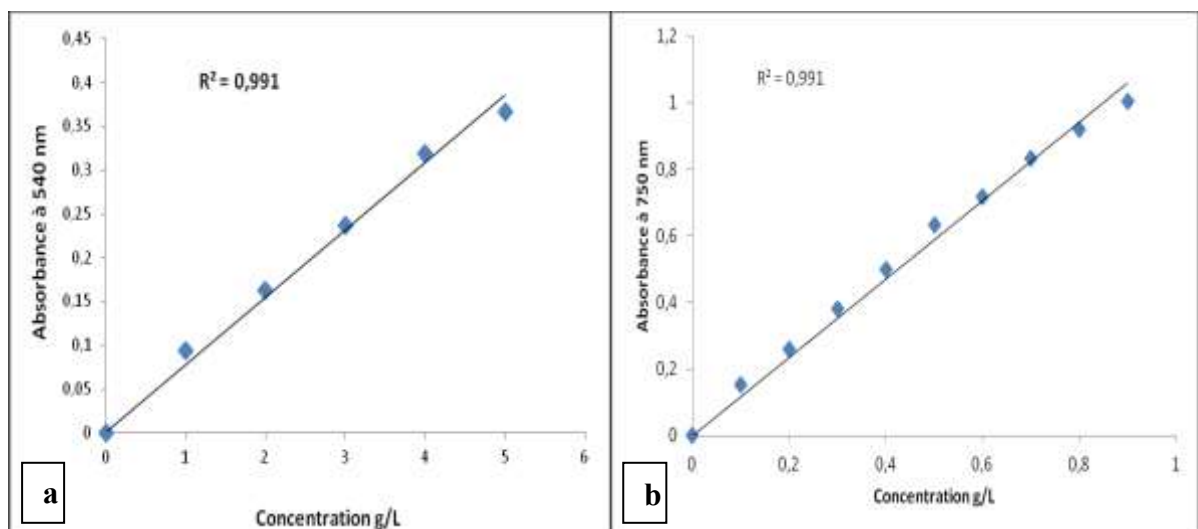 0,45
0,4
0,35
0,3
0,25
0,2
0,15
0,1
0,05
0
R² = 0,991
Absorbance à 540 nm
0 1 2 3 4 5 6
Concentration g/L
a
1,2
1
0,8
0,6
0,4
0,2
0
R² = 0,991
Absorbance à 750 nm
0 0,2 0,4 0,6 0,8 1
Concentration g/L
b